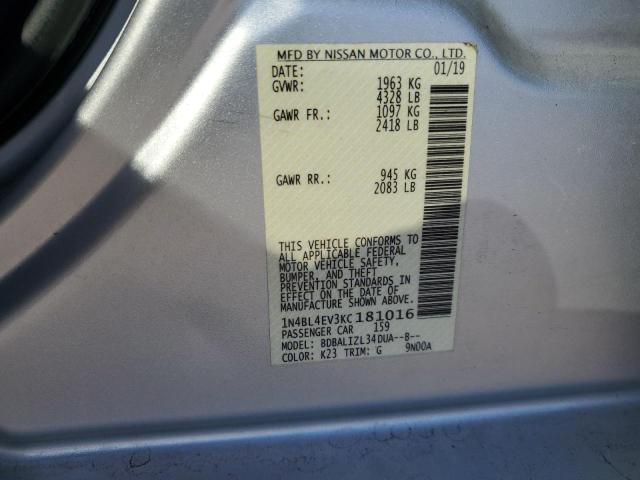 MFD BY NISSAN MOTOR CO., LTD.
DATE: 01/19
GVWR: 1963 KG
4328 LB
GAWR FR.: 1097 KG
2418 LB
GAWR RR.: 945 KG
2083 LB
THIS VEHICLE CONFORMS TO
ALL APPLICABLE FEDERAL
MOTOR VEHICLE SAFETY,
BUMPER, AND THEFT
PREVENTION STANDARDS IN
EFFECT ON THE DATE OF
MANUFACTURE SHOWN ABOVE.
1N4BL4EV3KC181016
PASSENGER CAR 159
MODEL: BDBALIZL34DUA--B--
COLOR: K23 TRIM: G 9N00A